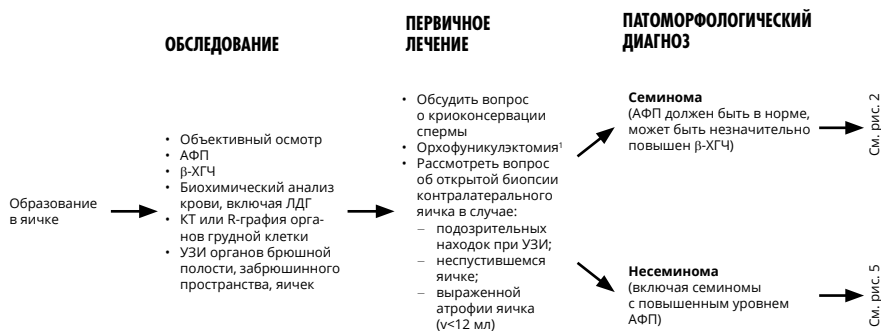 ОБСЛЕДОВАНИЕ
ПЕРВИЧНОЕ
ЛЕЧЕНИЕ
ПАТОМОРФОЛОГИЧЕСКИЙ
ДИАГНОЗ
Образование
в яичке
• Объективный осмотр
• АФП
• β-ХГЧ
• Биохимический анализ
крови, включая ЛДГ
• КТ или R-графия орга-
нов грудной клетки
• УЗИ органов брюшной
полости, забрюшинного
пространства, яичек
• Обсудить вопрос
о криоконсервации
спермы
• Орхофуникулэктомия¹
• Рассмотреть вопрос
об открытой биопсии
контралатерального
яичка в случае:
– подозрительных
находок при УЗИ;
– неспустившемся
яичке;
– выраженной
атрофии яичка
(v<12 мл)
Семинома
(АФП должен быть в норме,
может быть незначительно
повышен β-ХГЧ)
См. рис. 2
Несеминома
(включая семиномы
с повышенным уровнем
АФП)
См. рис. 5